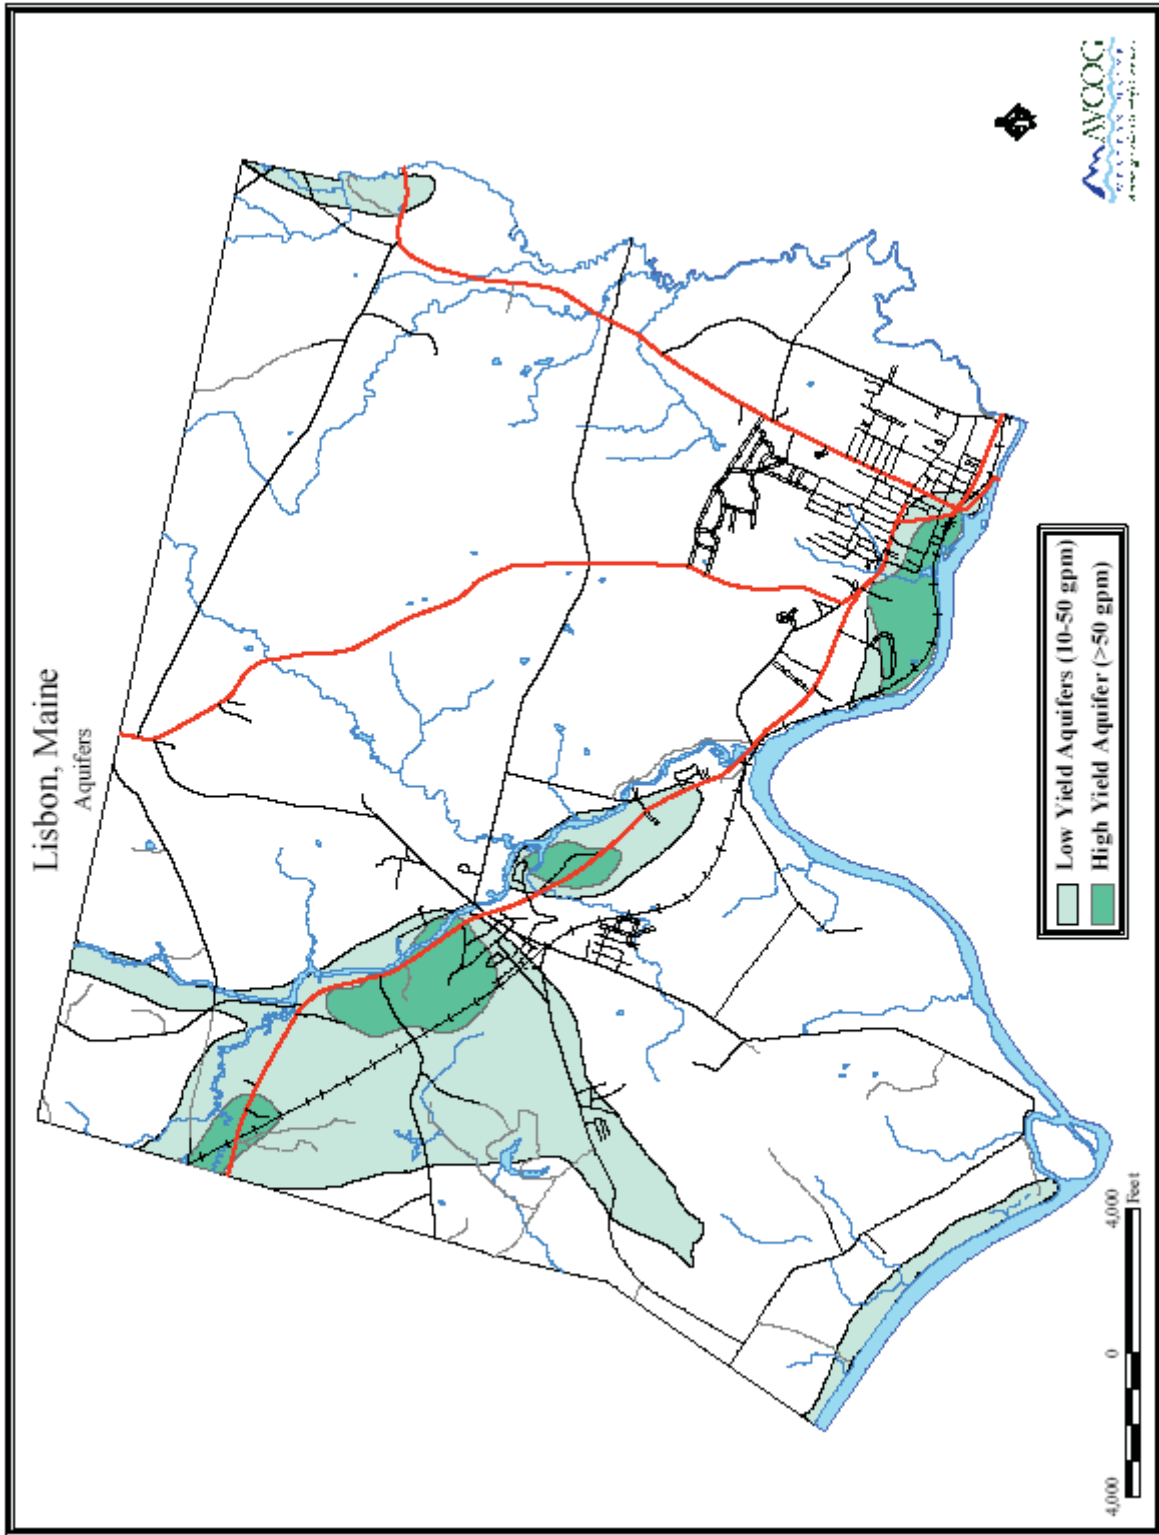 Lisbon, Maine
Aquifers
Low Yield Aquifers (10-50 gpm)
High Yield Aquifer (>50 gpm)
4,000 0 4,000
Feet
AVCOG